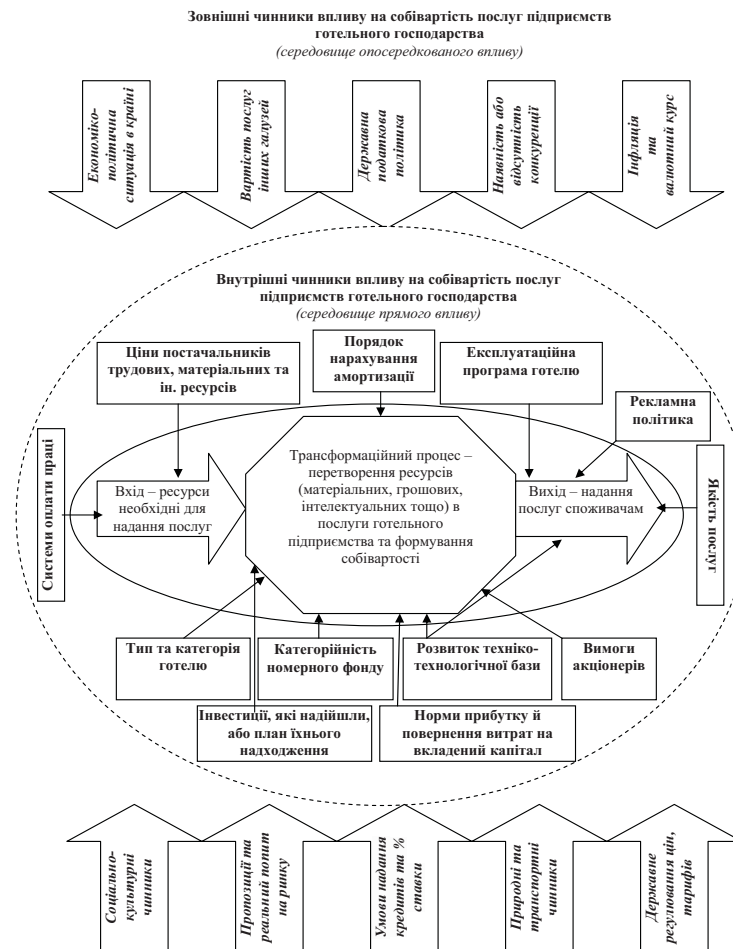 Зовнішні чинники впливу на собівартість послуг підприємств
готельного господарства
(середовище опосередкованого впливу)
Економіко-
політична
ситуація в країні
Вартість послуг
інших галузей
Державна
податкова
політика
Наявність або
відсутність
конкуренції
Інфляція
та
валютний курс
Внутрішні чинники впливу на собівартість послуг
підприємств готельного господарства
(середовище прямого впливу)
Ціни постачальників
трудових, матеріальних та
ін. ресурсів
Порядок
нарахування
амортизації
Експлуатаційна
програма готелю
Рекламна
політика
Системи оплати праці
Вхід – ресурси
необхідні для
надання послуг
Трансформаційний процес –
перетворення ресурсів
(матеріальних, грошових,
інтелектуальних тощо) в
послуги готельного
підприємства та формування
собівартості
Вихід – надання
послуг споживачам
Якість послуг
Тип та категорія
готелю
Категорійність
номерного фонду
Розвиток техніко-
технологічної бази
Вимоги
акціонерів
Інвестиції, які надійшли,
або план їхнього
надходження
Норми прибутку й
повернення витрат на
вкладений капітал
Соціально-
культурні
чинники
Пропозиції та
реальний попит
на ринку
Умови надання
кредитів та %
ставки
Природні та
транспортні
чинники
Державне
регулювання цін,
тарифів